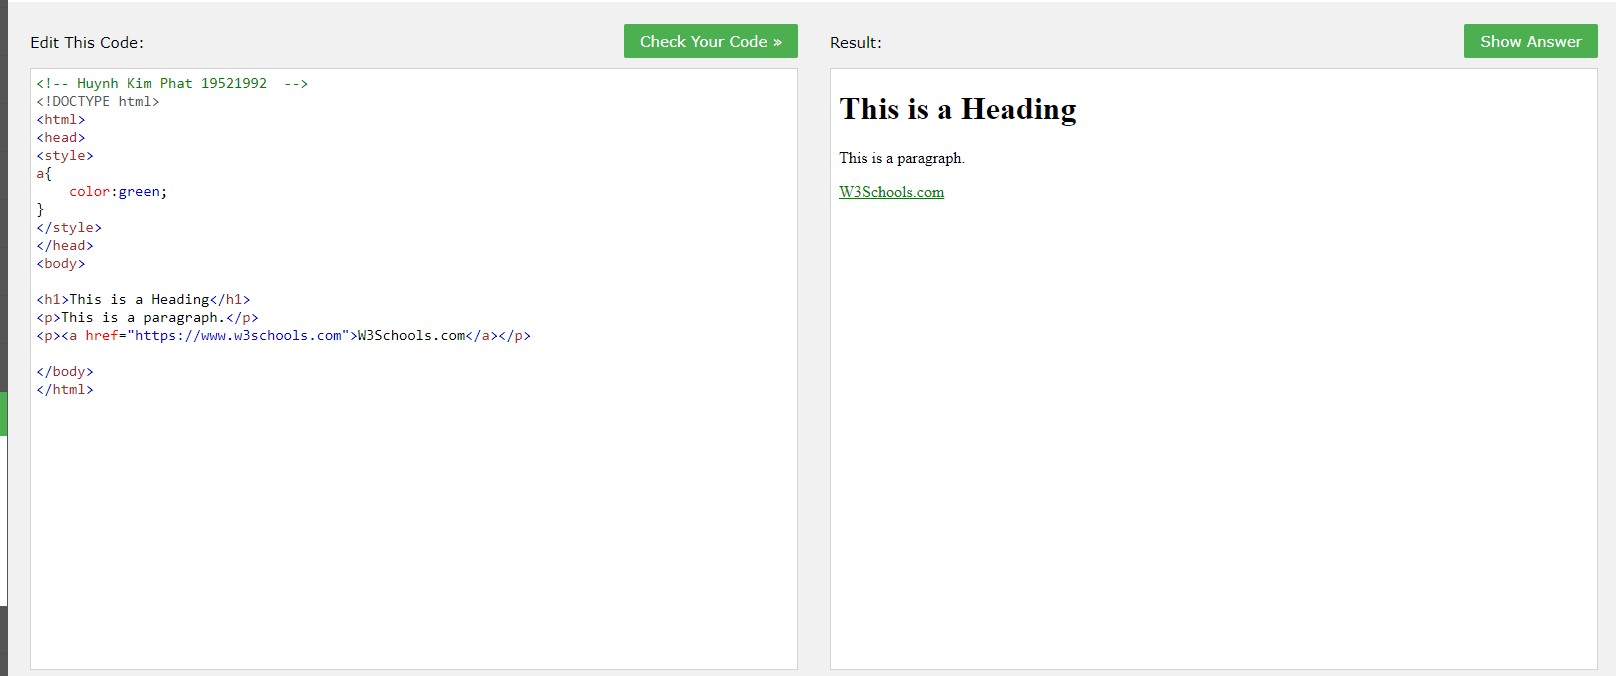 Edit This Code:
Check Your Code »
<!-- Huynh Kim Phat 19521992  -->
<!DOCTYPE html>
<html>
<head>
<style>
a{
    color:green;
}
</style>
</head>
<body>

<h1>This is a Heading</h1>
<p>This is a paragraph.</p>
<p><a href="https://www.w3schools.com">W3Schools.com</a></p>

</body>
</html>
Result:
Show Answer
This is a Heading
This is a paragraph.
W3Schools.com